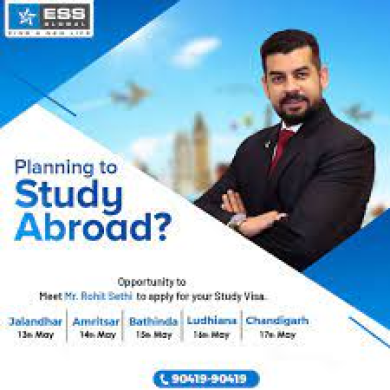 ESS
GLOBAL
FIND A NEW LIFE
Planning to
Study
Abroad?
Opportunity to
Meet Mr. Rohit Sethi to apply for your Study Visa.
Jalandhar Amritsar Bathinda Ludhiana Chandigarh
13th May 14th May 15th May 16th May 17th May
90419-90419